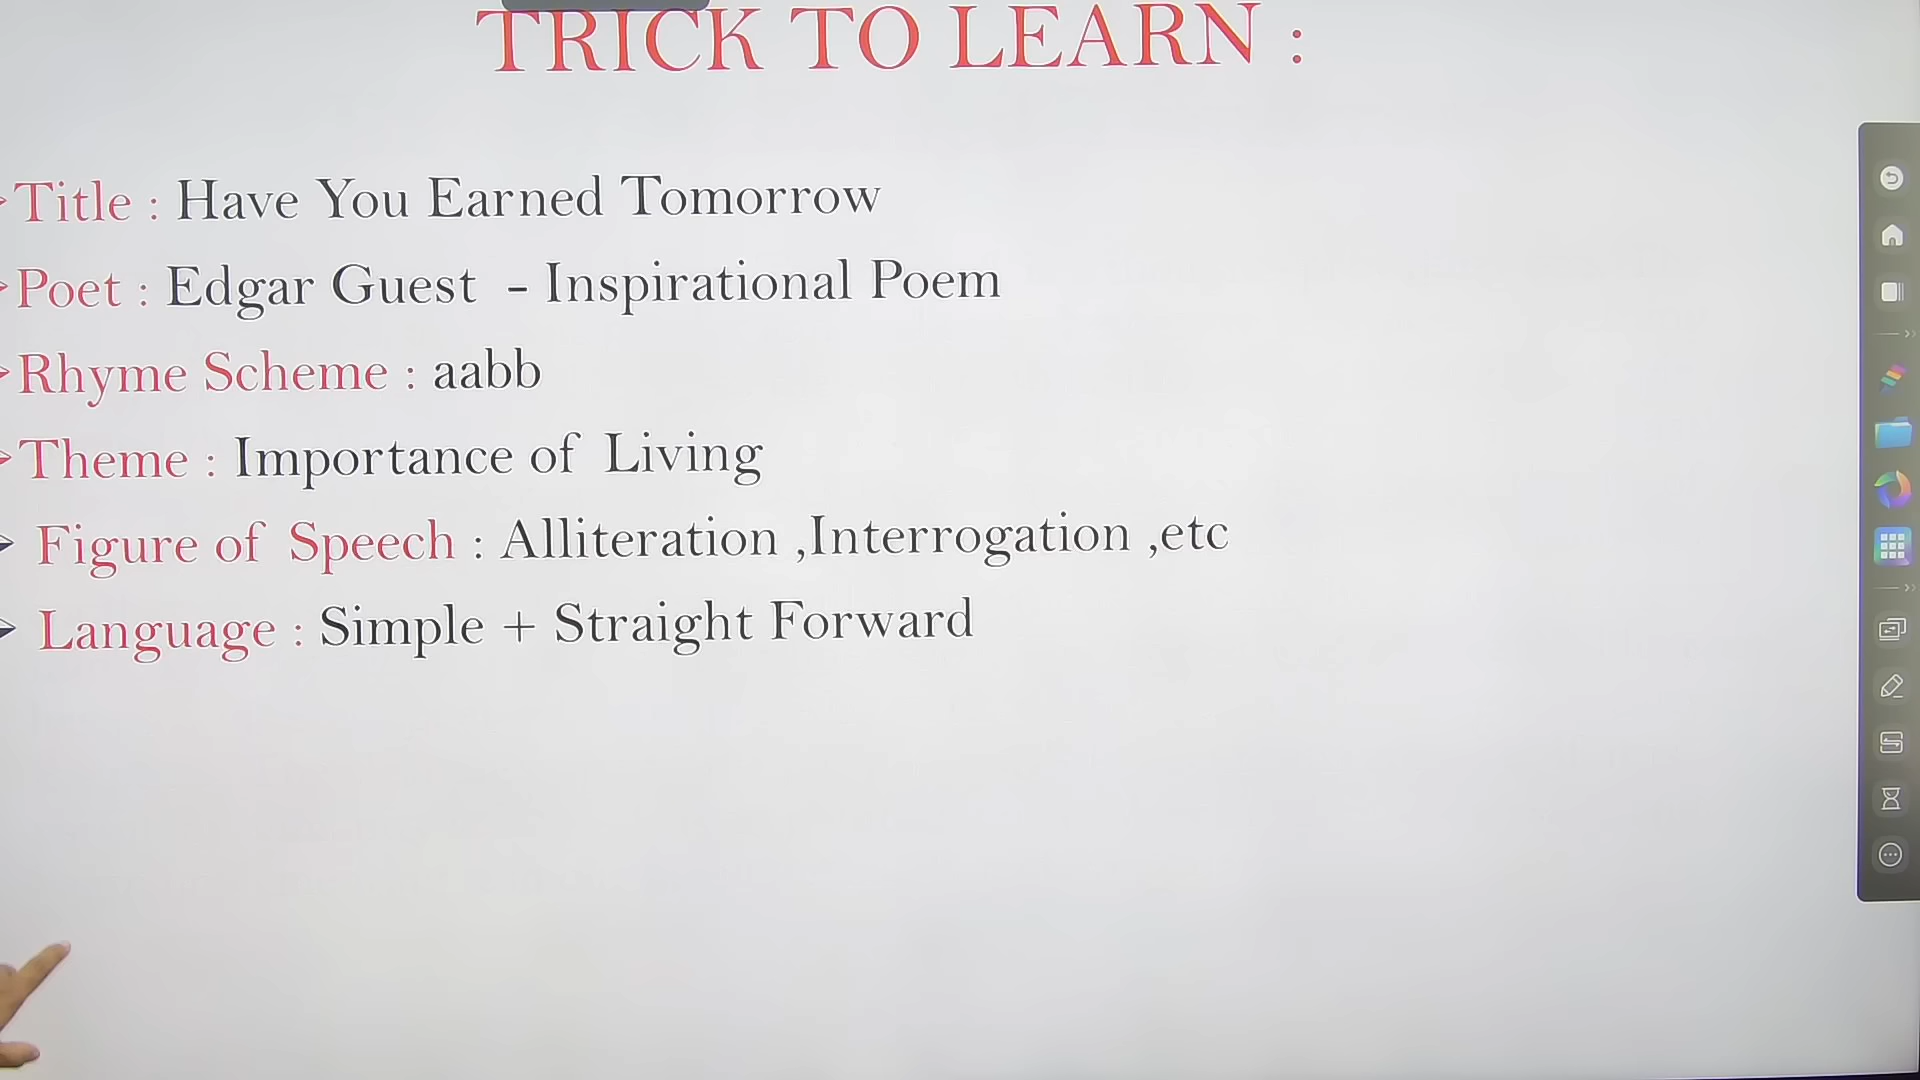 TRICK TO LEARN :
Title : Have You Earned Tomorrow
Poet : Edgar Guest - Inspirational Poem
Rhyme Scheme : aabb
Theme : Importance of Living
Figure of Speech : Alliteration ,Interrogation ,etc
Language : Simple + Straight Forward